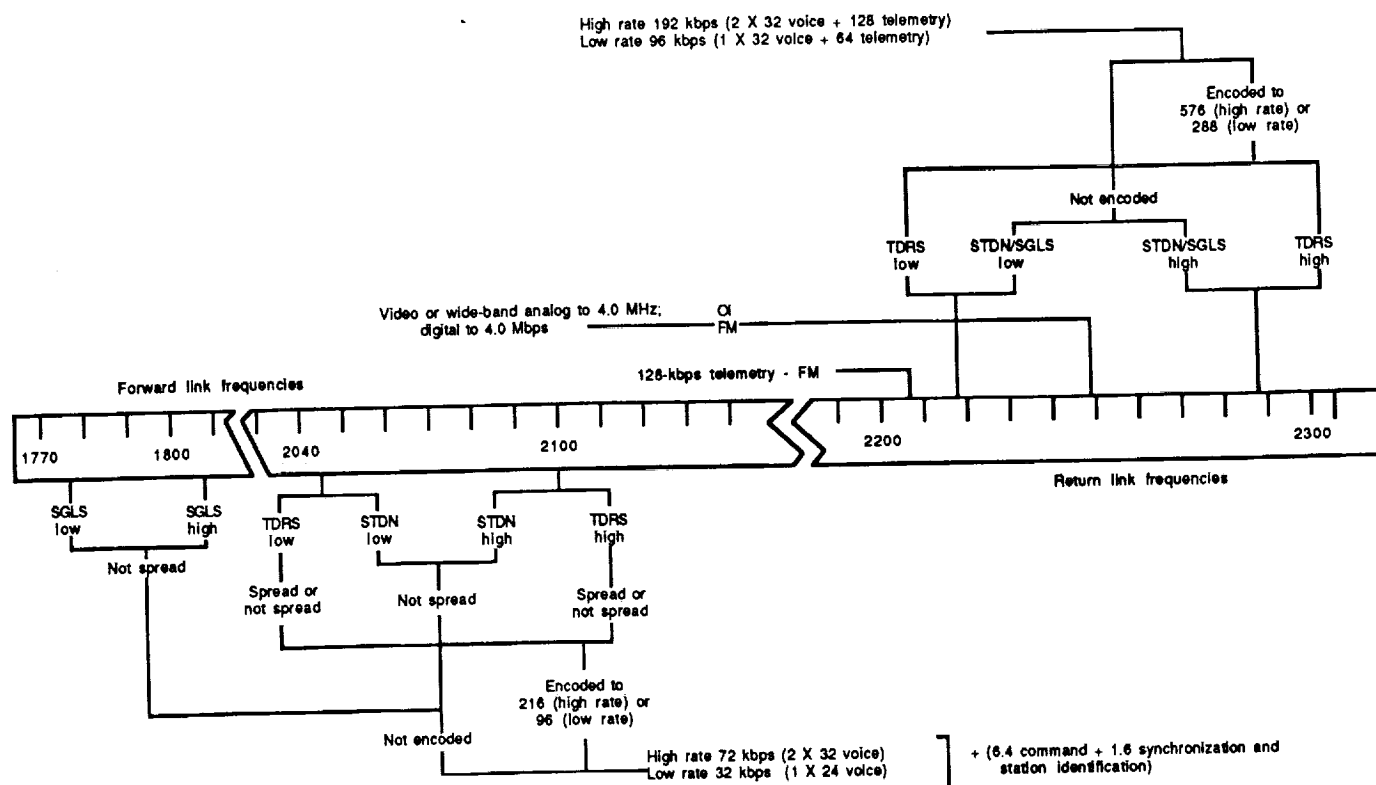 High rate 192 kbps (2 X 32 voice + 128 telemetry)
Low rate 96 kbps (1 X 32 voice + 64 telemetry)
Encoded to
576 (high rate) or
288 (low rate)
Not encoded
TDRS
low
STDN/SGLS
low
STDN/SGLS
high
TDRS
high
Video or wide-band analog to 4.0 MHz;
digital to 4.0 Mbps
OI
FM
128-kbps telemetry - FM
Forward link frequencies
1770
1800
2040
2100
2200
2300
Return link frequencies
SGLS
low
SGLS
high
TDRS
low
STDN
low
STDN
high
TDRS
high
Not spread
Spread or
not spread
Not spread
Spread or
not spread
Encoded to
216 (high rate) or
96 (low rate)
Not encoded
High rate 72 kbps (2 X 32 voice)
Low rate 32 kbps (1 X 24 voice)
+ (6.4 command + 1.6 synchronization and
station identification)